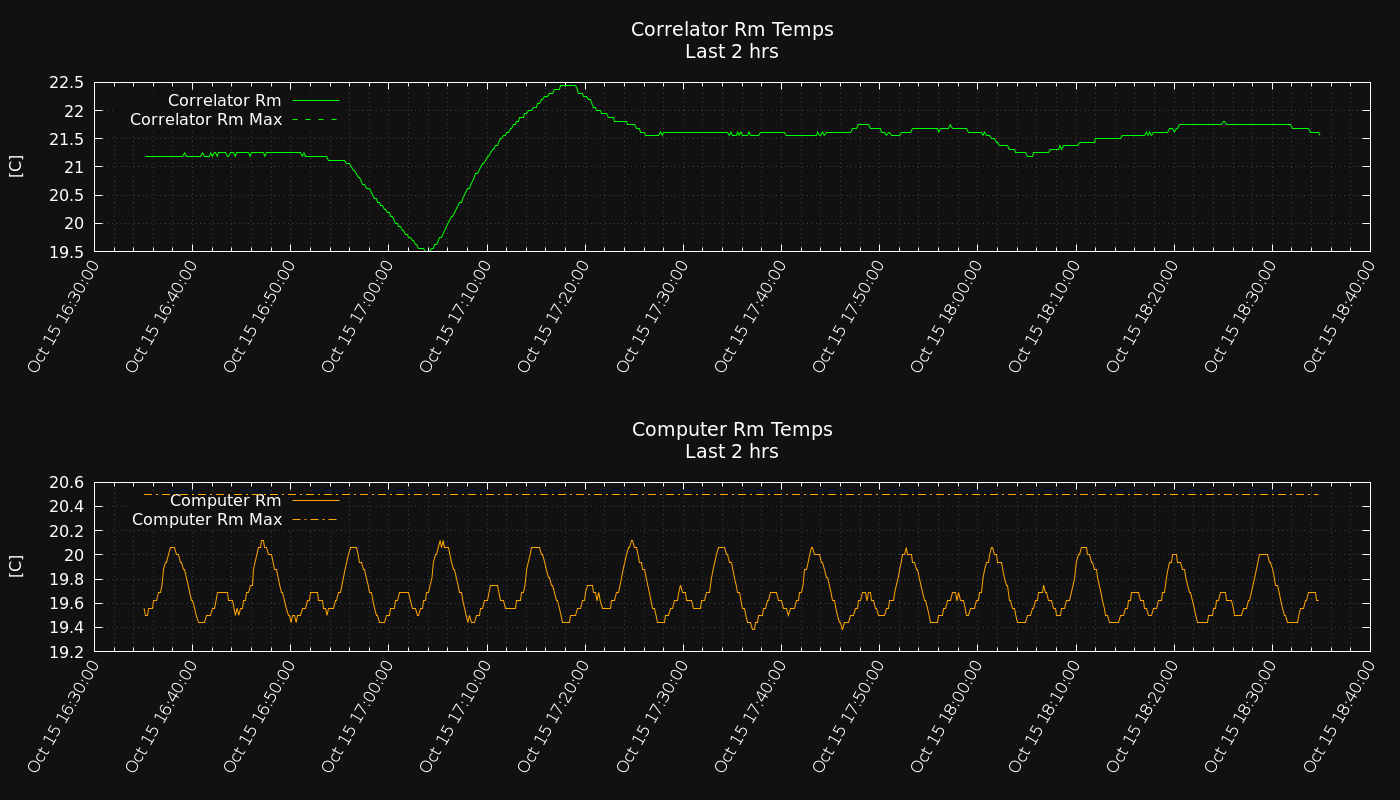 Correlator Rm Temps
Last 2 hrs
[C]
22.5
22
21.5
21
20.5
20
19.5
Correlator Rm
Correlator Rm Max
Oct 15 16:30:00
Oct 15 16:40:00
Oct 15 16:50:00
Oct 15 17:00:00
Oct 15 17:10:00
Oct 15 17:20:00
Oct 15 17:30:00
Oct 15 17:40:00
Oct 15 17:50:00
Oct 15 18:00:00
Oct 15 18:10:00
Oct 15 18:20:00
Oct 15 18:30:00
Oct 15 18:40:00
Computer Rm Temps
Last 2 hrs
[C]
20.6
20.4
20.2
20
19.8
19.6
19.4
19.2
Computer Rm
Computer Rm Max
Oct 15 16:30:00
Oct 15 16:40:00
Oct 15 16:50:00
Oct 15 17:00:00
Oct 15 17:10:00
Oct 15 17:20:00
Oct 15 17:30:00
Oct 15 17:40:00
Oct 15 17:50:00
Oct 15 18:00:00
Oct 15 18:10:00
Oct 15 18:20:00
Oct 15 18:30:00
Oct 15 18:40:00